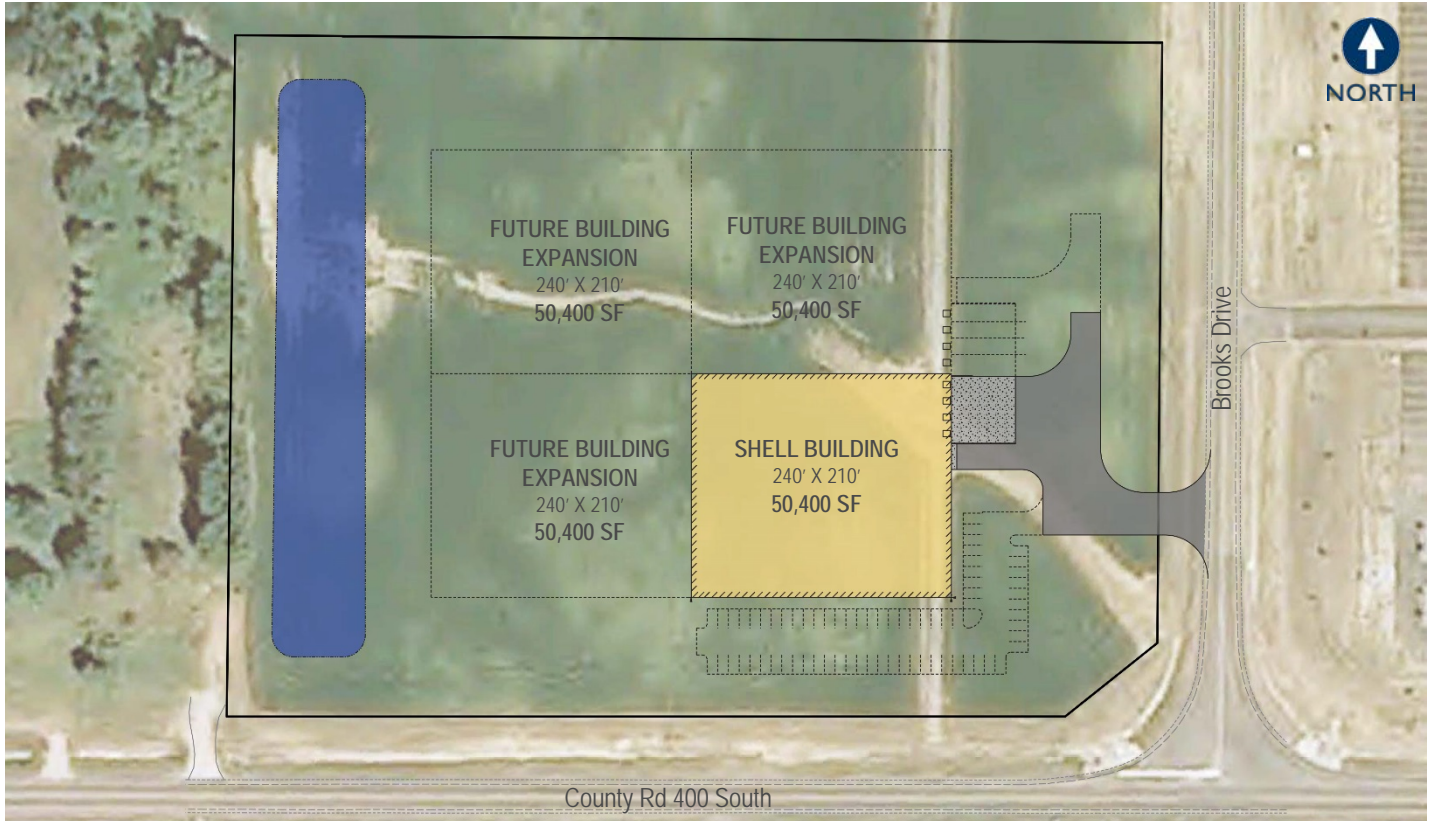 NORTH
FUTURE BUILDING
EXPANSION
240' X 210'
50,400 SF
FUTURE BUILDING
EXPANSION
240' X 210'
50,400 SF
Brooks Drive
FUTURE BUILDING
EXPANSION
240' X 210'
50,400 SF
SHELL BUILDING
240' X 210'
50,400 SF
County Rd 400 South